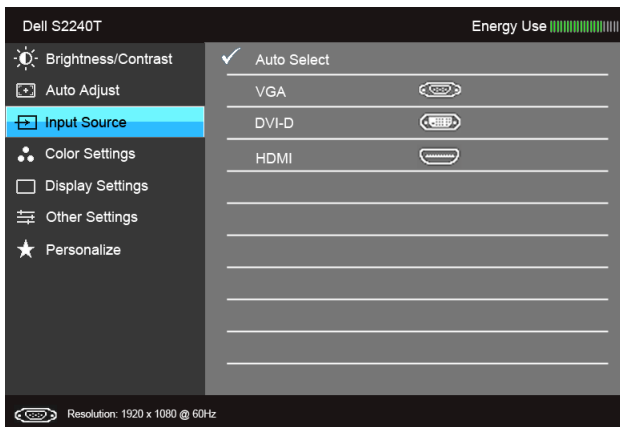 Dell S2240T
Energy Use
Brightness/Contrast
Auto Adjust
Input Source
Color Settings
Display Settings
Other Settings
Personalize
Auto Select
VGA
DVI-D
HDMI
Resolution: 1920 x 1080 @ 60Hz